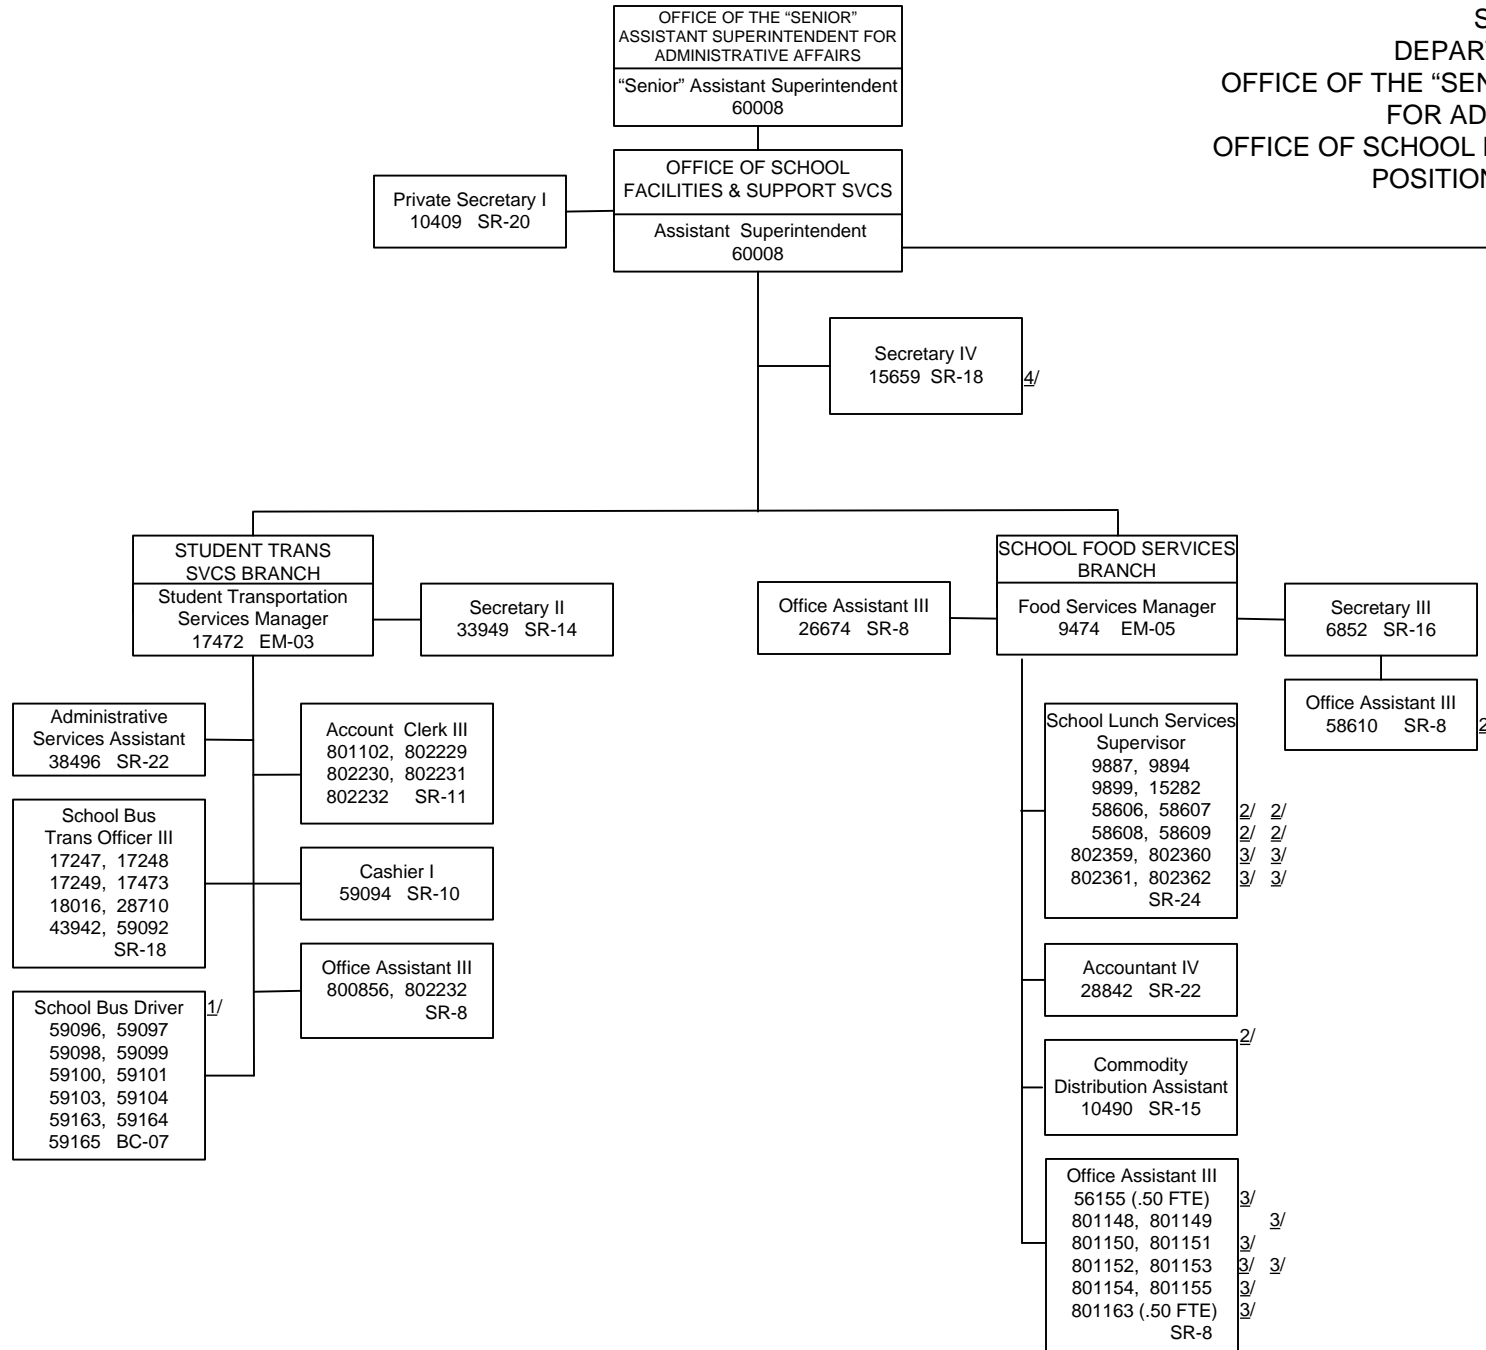 OFFICE OF THE “SENIOR”
ASSISTANT SUPERINTENDENT FOR
ADMINISTRATIVE AFFAIRS
“Senior” Assistant Superintendent
60008
S
DEPAR
OFFICE OF THE “SEN
FOR AD
OFFICE OF SCHOOL
POSITION
OFFICE OF SCHOOL
FACILITIES & SUPPORT SVCS
Assistant Superintendent
60008
Private Secretary I
10409 SR-20
Secretary IV
15659 SR-18 4/
STUDENT TRANS
SVCS BRANCH
Student Transportation
Services Manager
17472 EM-03
Secretary II
33949 SR-14
Administrative
Services Assistant
38496 SR-22
School Bus
Trans Officer III
17247, 17248
17249, 17473
18016, 28710
43942, 59092
SR-18
School Bus Driver 1/
59096, 59097
59098, 59099
59100, 59101
59103, 59104
59163, 59164
59165 BC-07
Account Clerk III
801102, 802229
802230, 802231
802232 SR-11
Cashier I
59094 SR-10
Office Assistant III
800856, 802232
SR-8
SCHOOL FOOD SERVICES
BRANCH
Food Services Manager
9474 EM-05
Office Assistant III
26674 SR-8
Secretary III
6852 SR-16
Office Assistant III
58610 SR-8 2
School Lunch Services
Supervisor
9887, 9894
9899, 15282
58606, 58607 2/ 2/
58608, 58609 2/ 2/
802359, 802360 3/ 3/
802361, 802362 3/ 3/
SR-24
Accountant IV
28842 SR-22
2/
Commodity
Distribution Assistant
10490 SR-15
Office Assistant III
56155 (.50 FTE) 3/
801148, 801149 3/
801150, 801151 3/
801152, 801153 3/ 3/
801154, 801155 3/
801163 (.50 FTE) 3/
SR-8